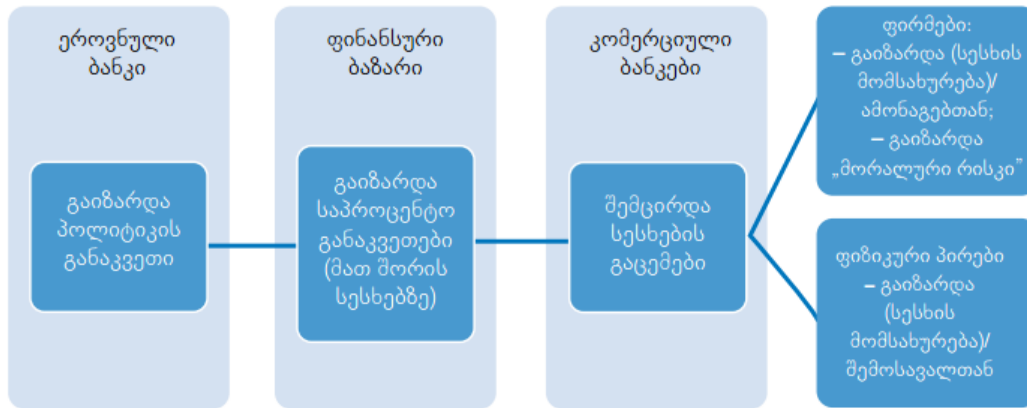 ეროვნული
ბანკი
გაიზარდა
პოლიტიკის
განაკვეთი
ფინანსური
ბაზარი
გაიზარდა
საპროცენტო
განაკვეთები
(მათ შორის
სესხებზე)
კომერციული
ბანკები
შემცირდა
სესხების
გაცემები
ფირმები:
– გაიზარდა (სესხის
მომსახურება)/
ამონაგებთან;
– გაიზარდა
„მორალური რისკი”
ფიზიკური პირები
– გაიზარდა
(სესხის
მომსახურება)/
შემოსავალთან